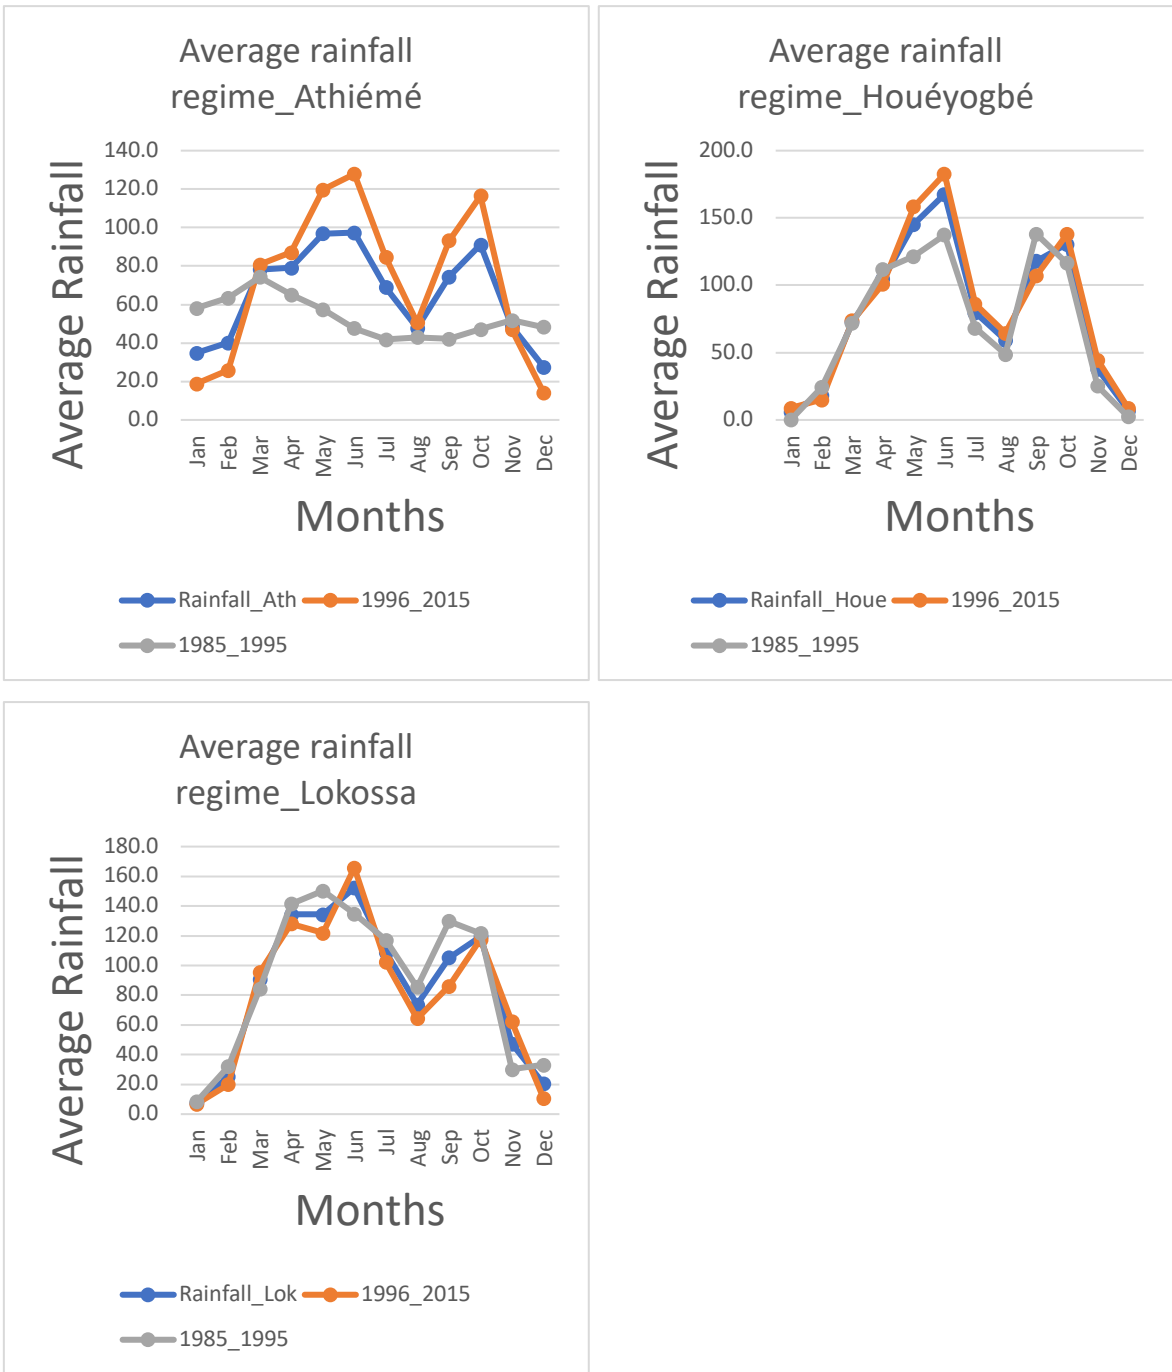 Average rainfall
regime_Athiémé
140.0
120.0
100.0
80.0
60.0
40.0
20.0
0.0
Average Rainfall
Jan
Feb
Mar
Apr
May
Jun
Jul
Aug
Sep
Oct
Nov
Dec
Months
Rainfall_Ath
1996_2015
1985_1995
Average rainfall
regime_Houéyogbé
200.0
150.0
100.0
50.0
0.0
Average Rainfall
Jan
Feb
Mar
Apr
May
Jun
Jul
Aug
Sep
Oct
Nov
Dec
Months
Rainfall_Houe
1996_2015
1985_1995
Average rainfall
regime_Lokossa
180.0
160.0
140.0
120.0
100.0
80.0
60.0
40.0
20.0
0.0
Average Rainfall
Jan
Feb
Mar
Apr
May
Jun
Jul
Aug
Sep
Oct
Nov
Dec
Months
Rainfall_Lok
1996_2015
1985_1995